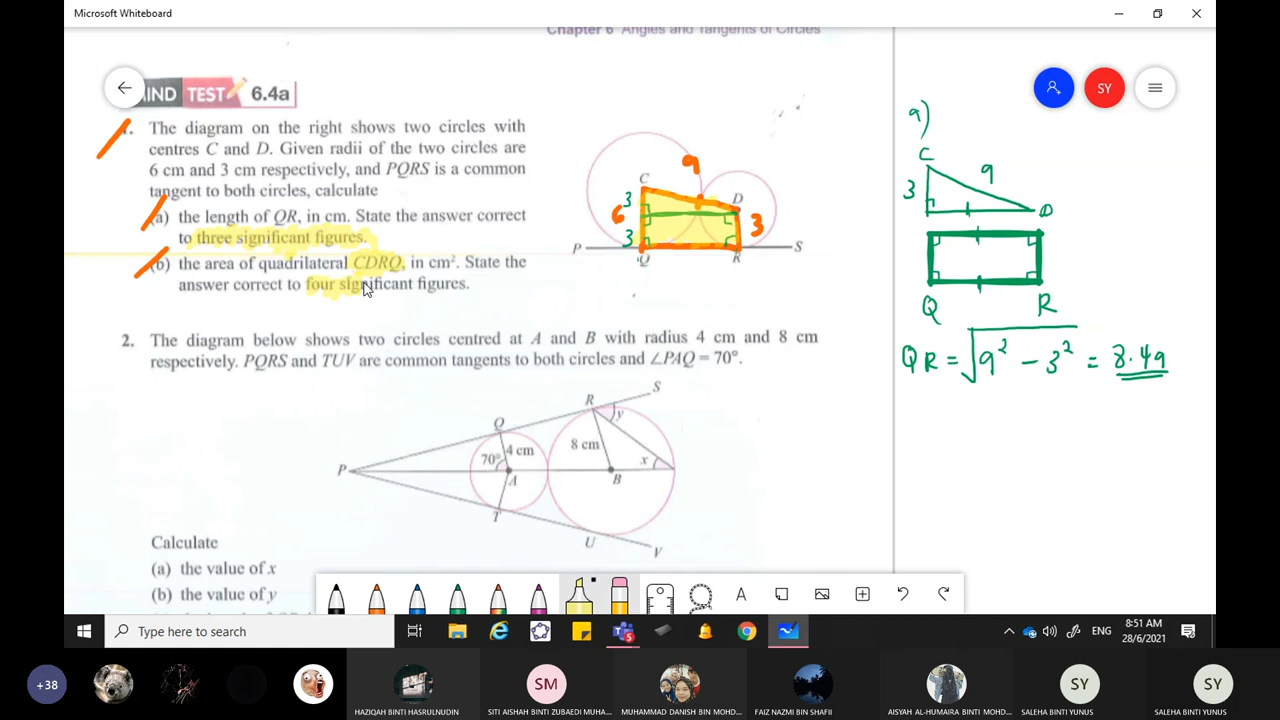 Microsoft Whiteboard
Chapter 6 Angles and Tangents of Circles
MIND TEST 6.4a
1. The diagram on the right shows two circles with
centres C and D. Given radii of the two circles are
6 cm and 3 cm respectively, and PQRS is a common
tangent to both circles, calculate
(a) the length of QR, in cm. State the answer correct
to three significant figures.
(b) the area of quadrilateral CDRQ, in cm². State the
answer correct to four significant figures.
C
9
D
3
6
3
3
P
Q
R
S
SY
a)
C
9
3
D
Q R
QR = √9² − 3² = 8.49
2. The diagram below shows two circles centred at A and B with radius 4 cm and 8 cm
respectively. PQRS and TUV are common tangents to both circles and ∠PAQ = 70°.
S
R
y
Q
4 cm
8 cm
70°
x
P
A
B
T
U
V
Calculate
(a) the value of x
(b) the value of y
A
Type here to search
ENG
8:51 AM
28/6/2021
+38
SM
SY
SY
HAZIQAH BINTI HASRULNUDIN
SITI AISHAH BINTI ZUBAEDI MUHA...
MUHAMMAD DANISH BIN MOHD...
FAIZ NAZMI BIN SHAFII
AISYAH AL-HUMAIRA BINTI MOHD...
SALEHA BINTI YUNUS
SALEHA BINTI YUNUS